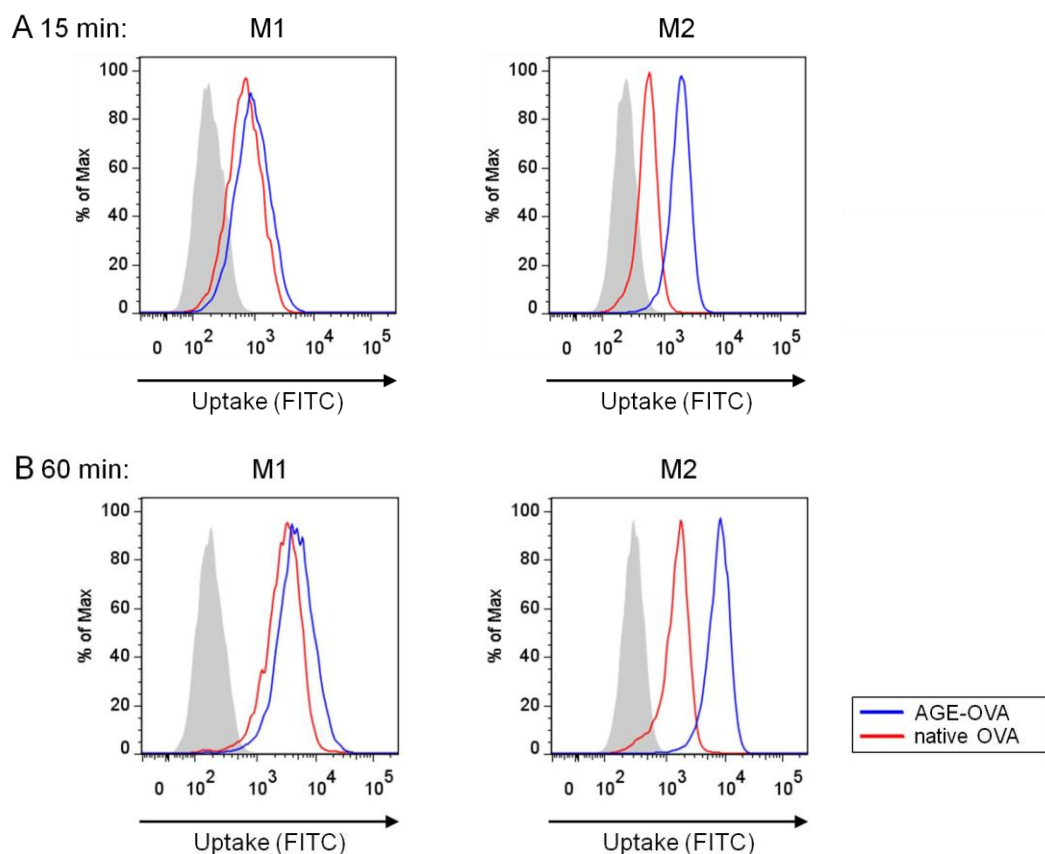 A 15 min: M1 M2
% of Max % of Max
100 100
80 80
60 60
40 40
20 20
0 0
0 10² 10³ 10⁴ 10⁵ 0 10² 10³ 10⁴ 10⁵
Uptake (FITC) Uptake (FITC)
B 60 min: M1 M2
% of Max % of Max
100 100
80 80
60 60
40 40
20 20
0 0
0 10² 10³ 10⁴ 10⁵ 0 10² 10³ 10⁴ 10⁵
Uptake (FITC) Uptake (FITC)
AGE-OVA
native OVA